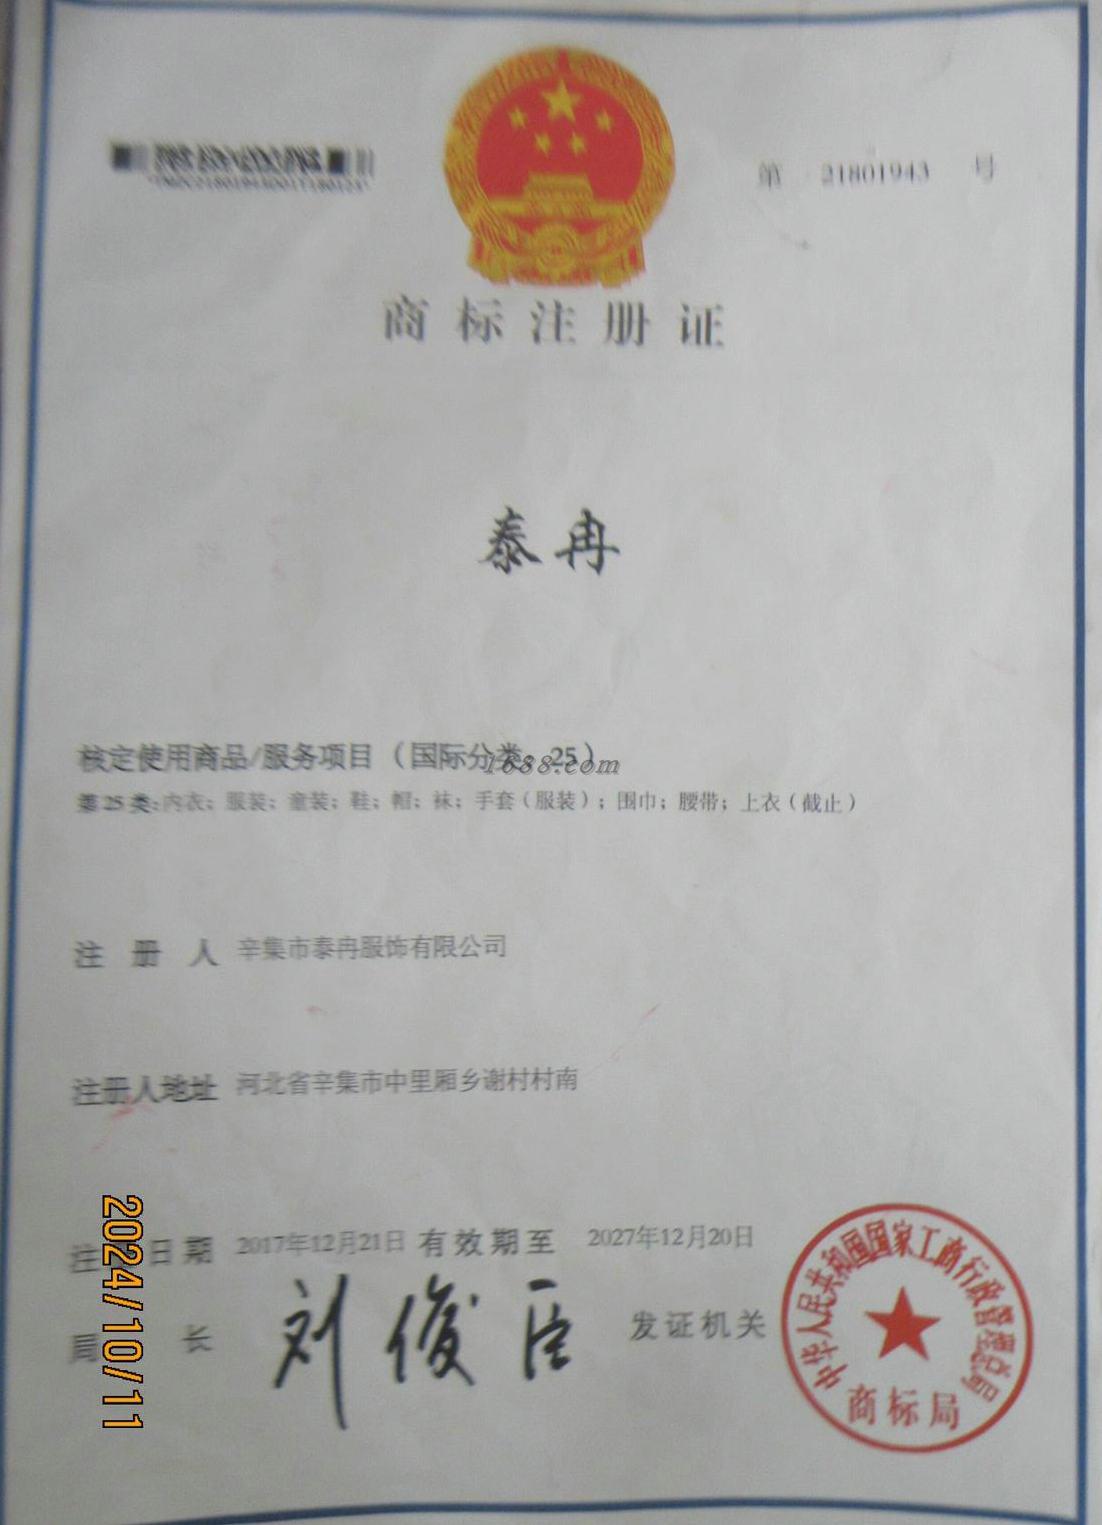 第 21801943 号
商标注册证
泰冉
核定使用商品/服务项目（国际分类：25）
1688.com
第25类:内衣；服装；童装；鞋；帽；袜；手套（服装）；围巾；腰带；上衣（截止）
注册人 辛集市泰冉服饰有限公司
注册人地址 河北省辛集市中里厢乡谢村村南
注 日期 2017年12月21日 有效期至 2027年12月20日
局长 刘俊臣 发证机关
中华人民共和国国家工商行政管理总局
商标局
2024/10/11